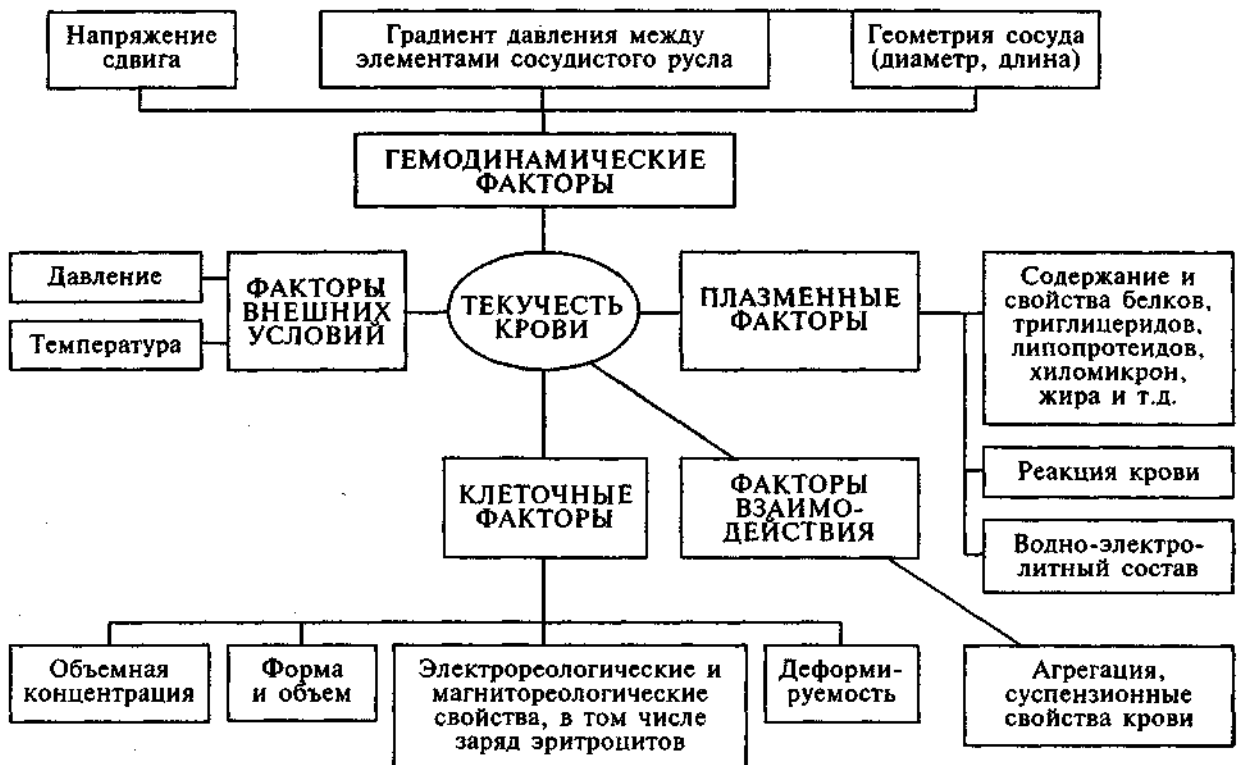 Напряжение
сдвига
Градиент давления между
элементами сосудистого русла
Геометрия сосуда
(диаметр, длина)
ГЕМОДИНАМИЧЕСКИЕ
ФАКТОРЫ
Давление
Температура
ФАКТОРЫ
ВНЕШНИХ
УСЛОВИЙ
ТЕКУЧЕСТЬ
КРОВИ
ПЛАЗМЕННЫЕ
ФАКТОРЫ
Содержание и
свойства белков,
триглицеридов,
липопротеидов,
хиломикрон,
жира и т.д.
Реакция крови
Водно-электро-
литный состав
КЛЕТОЧНЫЕ
ФАКТОРЫ
ФАКТОРЫ
ВЗАИМО-
ДЕЙСТВИЯ
Объемная
концентрация
Форма
и объем
Электрореологические и
магнитореологические
свойства, в том числе
заряд эритроцитов
Деформи-
руемость
Агрегация,
суспензионные
свойства крови